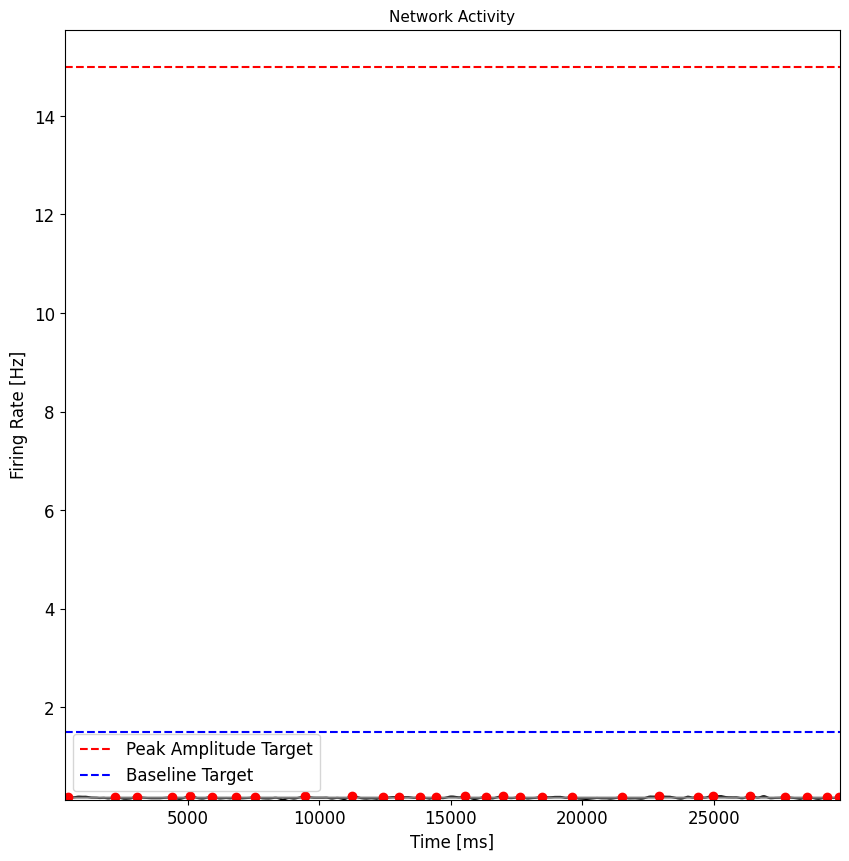 Network Activity
14
12
10
8
6
4
2
Firing Rate [Hz]
Peak Amplitude Target
Baseline Target
5000 10000 15000 20000 25000
Time [ms]